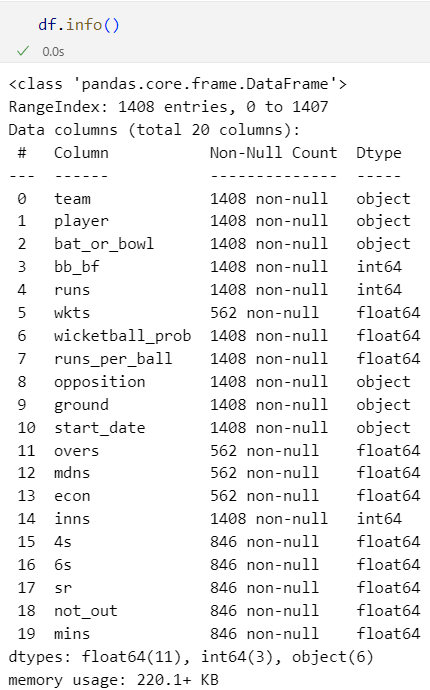 df.info()
0.0s
<class 'pandas.core.frame.DataFrame'>
RangeIndex: 1408 entries, 0 to 1407
Data columns (total 20 columns):
 #   Column           Non-Null Count  Dtype
---  ------           --------------  -----
 0   team             1408 non-null   object
 1   player           1408 non-null   object
 2   bat_or_bowl      1408 non-null   object
 3   bb_bf            1408 non-null   int64
 4   runs             1408 non-null   int64
 5   wkts             562 non-null    float64
 6   wicketball_prob  1408 non-null   float64
 7   runs_per_ball    1408 non-null   float64
 8   opposition       1408 non-null   object
 9   ground           1408 non-null   object
 10  start_date       1408 non-null   object
 11  overs            562 non-null    float64
 12  mdns             562 non-null    float64
 13  econ             562 non-null    float64
 14  inns             1408 non-null   int64
 15  4s               846 non-null    float64
 16  6s               846 non-null    float64
 17  sr               846 non-null    float64
 18  not_out          846 non-null    float64
 19  mins             846 non-null    float64
dtypes: float64(11), int64(3), object(6)
memory usage: 220.1+ KB